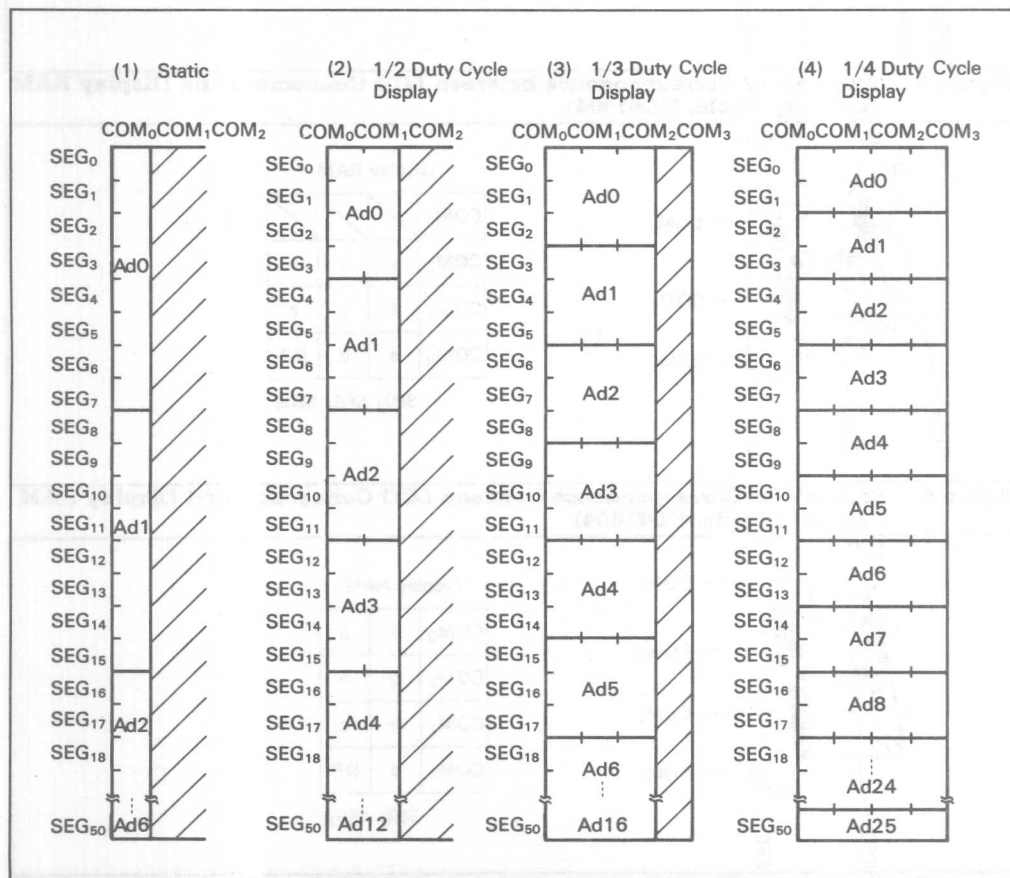 (1) Static
COM₀COM₁COM₂
SEG₀
SEG₁
SEG₂
SEG₃
SEG₄
SEG₅
SEG₆
SEG₇
SEG₈
SEG₉
SEG₁₀
SEG₁₁
SEG₁₂
SEG₁₃
SEG₁₄
SEG₁₅
SEG₁₆
SEG₁₇
SEG₁₈
SEG₅₀
Ad0
Ad1
Ad2
Ad6
(2) 1/2 Duty Cycle
Display
COM₀COM₁COM₂
SEG₀
SEG₁
SEG₂
SEG₃
SEG₄
SEG₅
SEG₆
SEG₇
SEG₈
SEG₉
SEG₁₀
SEG₁₁
SEG₁₂
SEG₁₃
SEG₁₄
SEG₁₅
SEG₁₆
SEG₁₇
SEG₁₈
SEG₅₀
Ad0
Ad1
Ad2
Ad3
Ad4
Ad12
(3) 1/3 Duty Cycle
Display
COM₀COM₁COM₂COM₃
SEG₀
SEG₁
SEG₂
SEG₃
SEG₄
SEG₅
SEG₆
SEG₇
SEG₈
SEG₉
SEG₁₀
SEG₁₁
SEG₁₂
SEG₁₃
SEG₁₄
SEG₁₅
SEG₁₆
SEG₁₇
SEG₁₈
SEG₅₀
Ad0
Ad1
Ad2
Ad3
Ad4
Ad5
Ad6
Ad16
(4) 1/4 Duty Cycle
Display
COM₀COM₁COM₂COM₃
SEG₀
SEG₁
SEG₂
SEG₃
SEG₄
SEG₅
SEG₆
SEG₇
SEG₈
SEG₉
SEG₁₀
SEG₁₁
SEG₁₂
SEG₁₃
SEG₁₄
SEG₁₅
SEG₁₆
SEG₁₇
SEG₁₈
SEG₅₀
Ad0
Ad1
Ad2
Ad3
Ad4
Ad5
Ad6
Ad7
Ad8
Ad24
Ad25